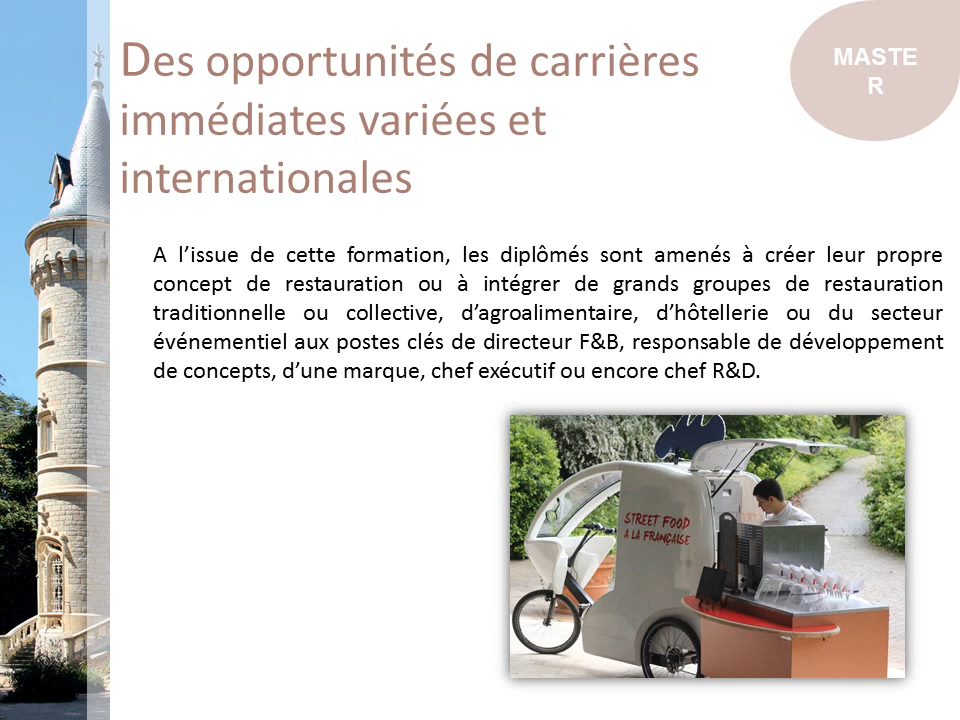 Des opportunités de carrières
immédiates variées et
internationales
MASTE
R
A l’issue de cette formation, les diplômés sont amenés à créer leur propre
concept de restauration ou à intégrer de grands groupes de restauration
traditionnelle ou collective, d’agroalimentaire, d’hôtellerie ou du secteur
événementiel aux postes clés de directeur F&B, responsable de développement
de concepts, d’une marque, chef exécutif ou encore chef R&D.
STREET FOOD
A LA FRANÇAISE